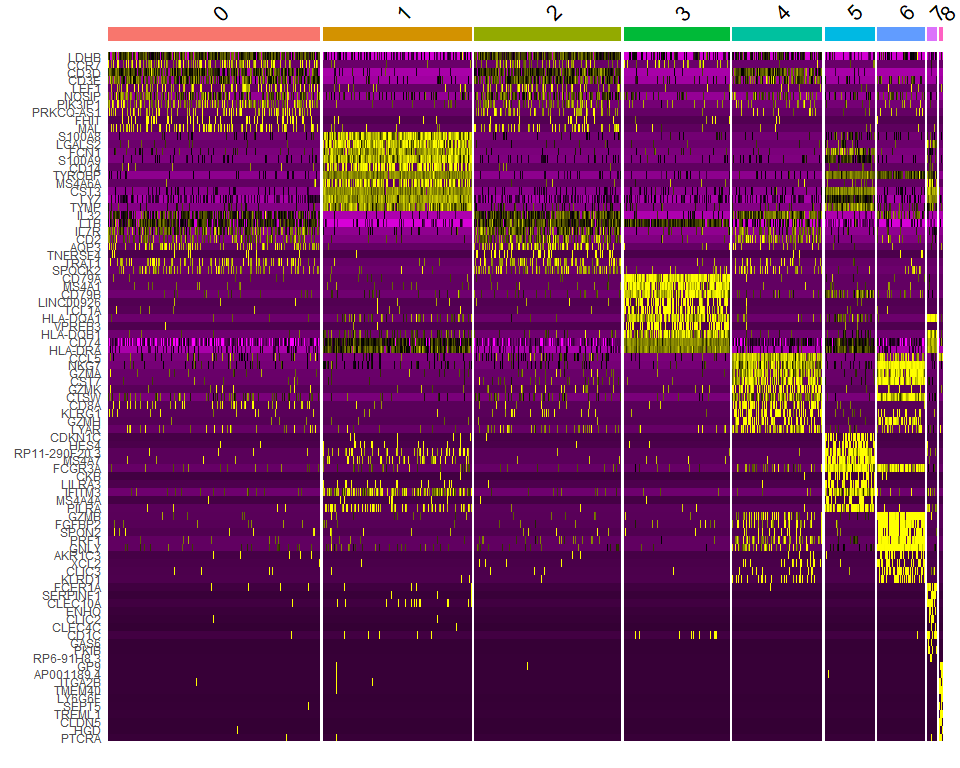 0 1 2 3 4 5 6 7 8
LDHB
CCR7
CD3D
CD3E
LEF1
NOSIP
PIK3IP1
PRKCQ-AS1
FHIT
MAL
S100A8
LGALS2
FCN1
S100A9
CD14
TYROBP
MS4A6A
CST3
LYZ
TYMP
IL32
LTB
IL7R
CD2
AQP3
TNFRSF4
TRAT1
SPOCK2
CD79A
MS4A1
CD79B
LINC00926
TCL1A
HLA-DQA1
VPREB3
HLA-DQB1
CD74
HLA-DRA
CCL5
NKG7
GZMA
CST7
GZMK
CTSW
CD8A
KLRG1
GZMH
LYAR
CDKN1C
HES4
RP11-290F20.3
MS4A7
FCGR3A
CKB
LILRA3
IFITM3
MS4A4A
PILRA
GZMB
FGFBP2
SPON2
PRF1
GNLY
AKR1C3
XCL2
CLIC3
KLRD1
FCER1A
SERPINF1
CLEC10A
ENHO
CLIC2
CLEC4C
CD1C
GAS6
PKIB
RP6-91H8.3
GP9
AP001189.4
ITGA2B
TMEM40
LY6G6F
SEPT5
TREML1
CLDN5
HGD
PTCRA